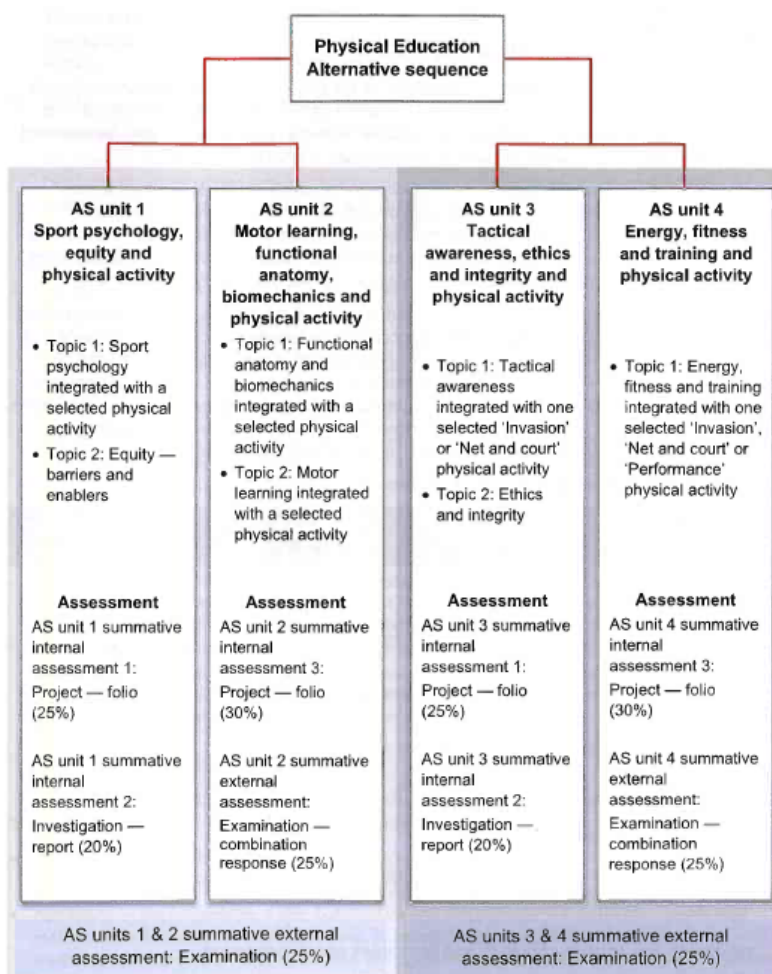 Physical Education
Alternative sequence
AS unit 1
Sport psychology,
equity and
physical activity
• Topic 1: Sport
psychology
integrated with a
selected physical
activity
• Topic 2: Equity —
barriers and
enablers
Assessment
AS unit 1 summative
internal
assessment 1:
Project — folio
(25%)
AS unit 1 summative
internal
assessment 2:
Investigation —
report (20%)
AS unit 2
Motor learning,
functional
anatomy,
biomechanics and
physical activity
• Topic 1: Functional
anatomy and
biomechanics
integrated with a
selected physical
activity
• Topic 2: Motor
learning integrated
with a selected
physical activity
Assessment
AS unit 2 summative
internal
assessment 3:
Project — folio
(30%)
AS unit 2 summative
external
assessment:
Examination —
combination
response (25%)
AS units 1 & 2 summative external
assessment: Examination (25%)
AS unit 3
Tactical
awareness, ethics
and integrity and
physical activity
• Topic 1: Tactical
awareness
integrated with one
selected 'Invasion'
or 'Net and court'
physical activity
• Topic 2: Ethics
and integrity
Assessment
AS unit 3 summative
internal
assessment 1:
Project — folio
(25%)
AS unit 3 summative
internal
assessment 2:
Investigation —
report (20%)
AS unit 4
Energy, fitness
and training and
physical activity
• Topic 1: Energy,
fitness and training
integrated with one
selected 'Invasion',
'Net and court' or
'Performance'
physical activity
Assessment
AS unit 4 summative
internal
assessment 3:
Project — folio
(30%)
AS unit 4 summative
external
assessment:
Examination —
combination
response (25%)
AS units 3 & 4 summative external
assessment: Examination (25%)